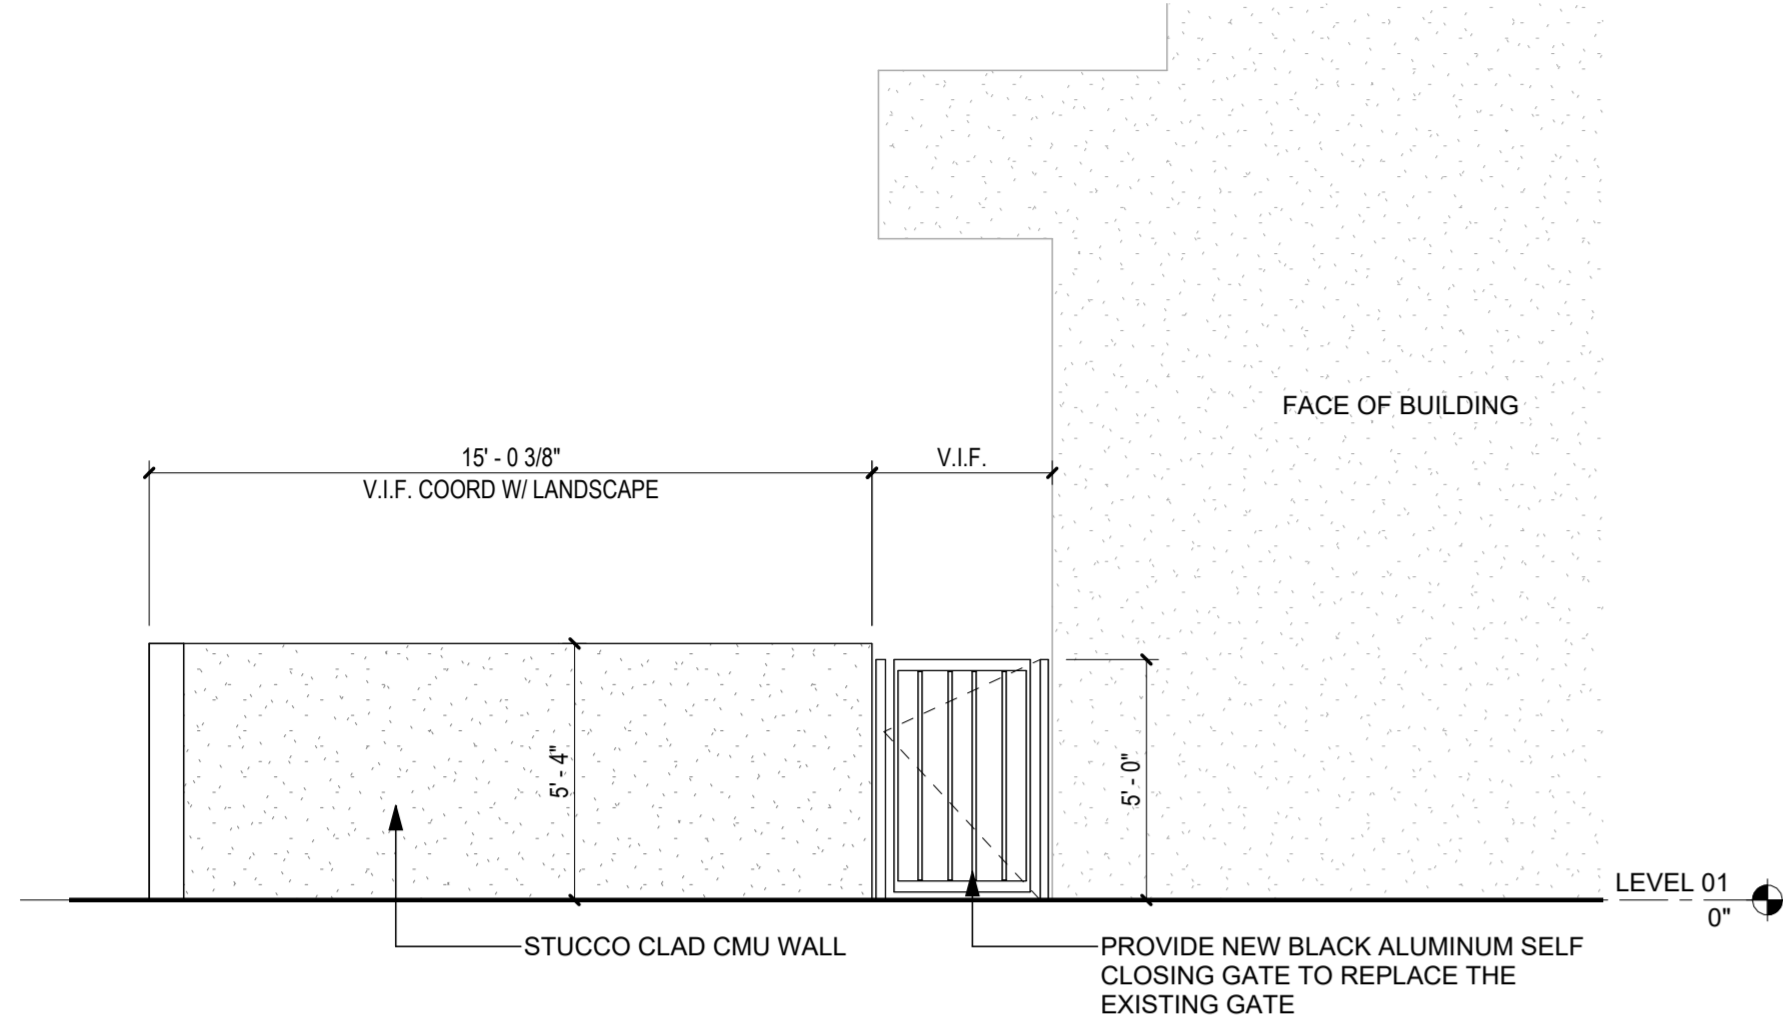 FACE OF BUILDING
15' - 0 3/8"
V.I.F.
V.I.F. COORD W/ LANDSCAPE
5' - 4"
5' - 0"
LEVEL 01
0"
STUCCO CLAD CMU WALL
PROVIDE NEW BLACK ALUMINUM SELF
CLOSING GATE TO REPLACE THE
EXISTING GATE